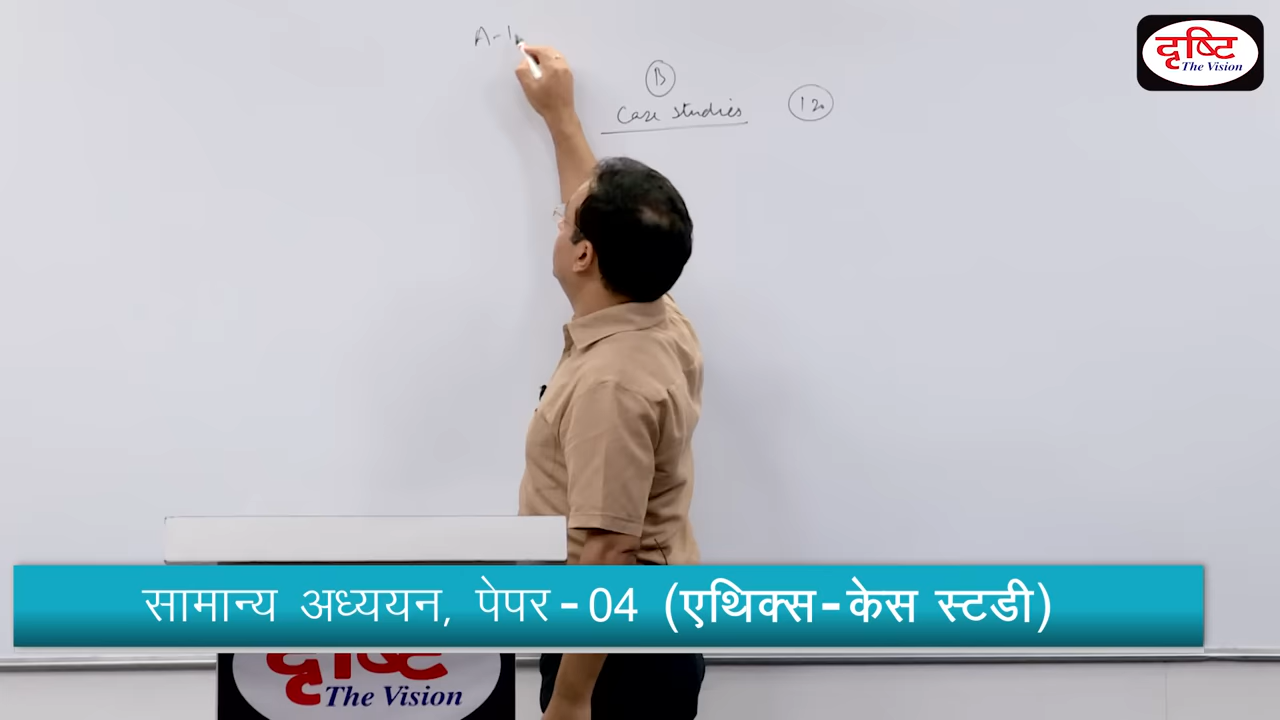 A-1
B
Case Studies
120
दृष्टि
The Vision
सामान्य अध्ययन, पेपर-04 (एथिक्स-केस स्टडी)
दृष्टि
The Vision